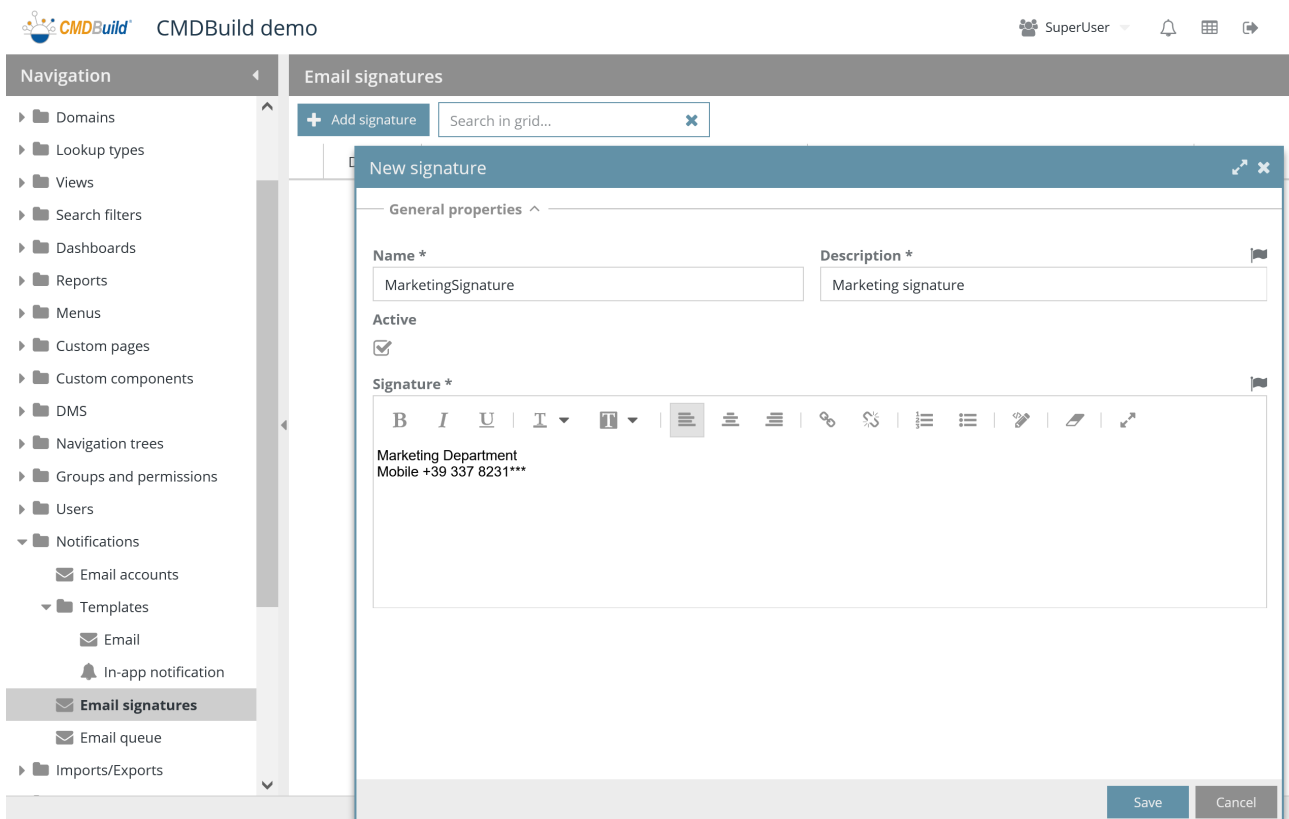 CMDBuild CMDBuild demo SuperUser
Navigation
Email signatures
Domains
Lookup types
Views
Search filters
Dashboards
Reports
Menus
Custom pages
Custom components
DMS
Navigation trees
Groups and permissions
Users
Notifications
Email accounts
Templates
Email
In-app notification
Email signatures
Email queue
Imports/Exports
Add signature Search in grid...
New signature
General properties
Name * Description *
MarketingSignature Marketing signature
Active
Signature *
B I U T T
Marketing Department
Mobile +39 337 8231***
Save Cancel